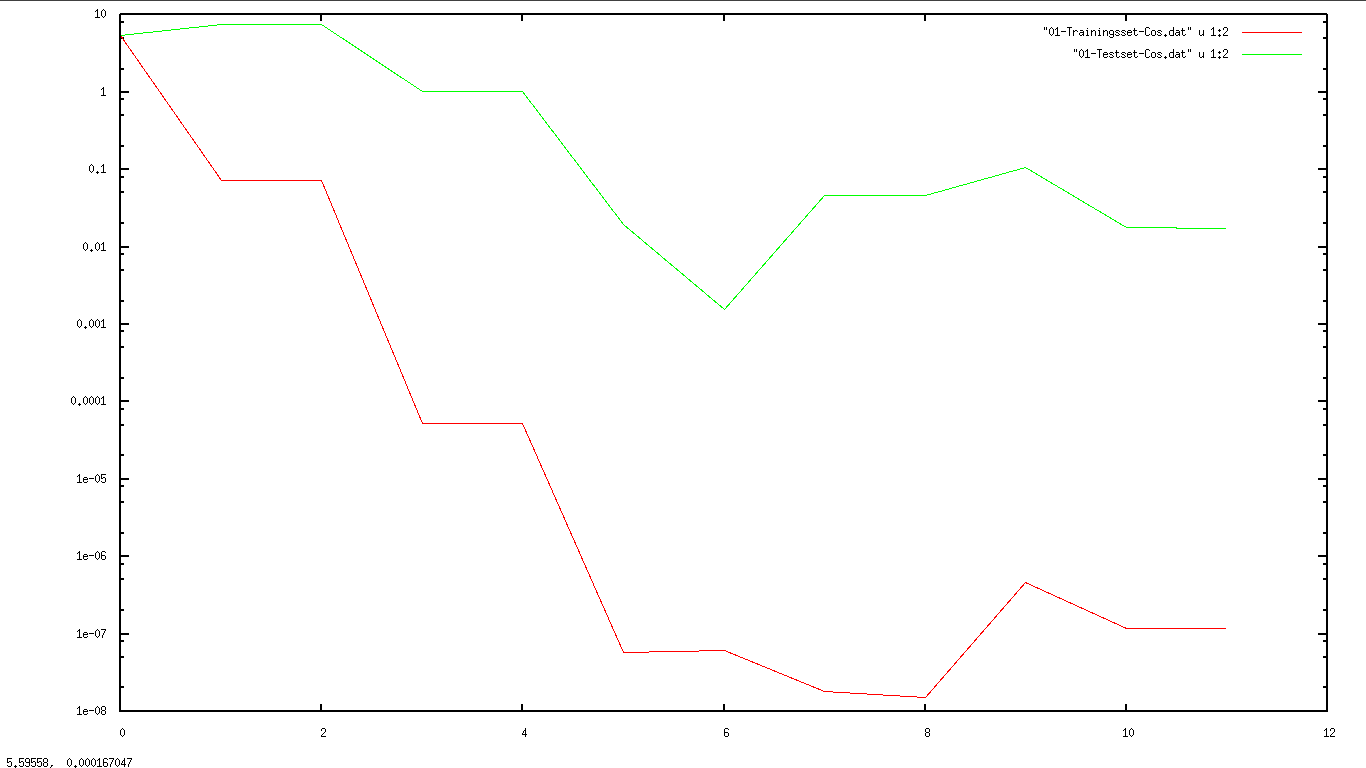 10
"01-Trainingsset-Cos.dat" u 1:2
"01-Testset-Cos.dat" u 1:2
1
0.1
0.01
0.001
0.0001
1e-05
1e-06
1e-07
1e-08
0 2 4 6 8 10 12
5.59558, 0.000167047